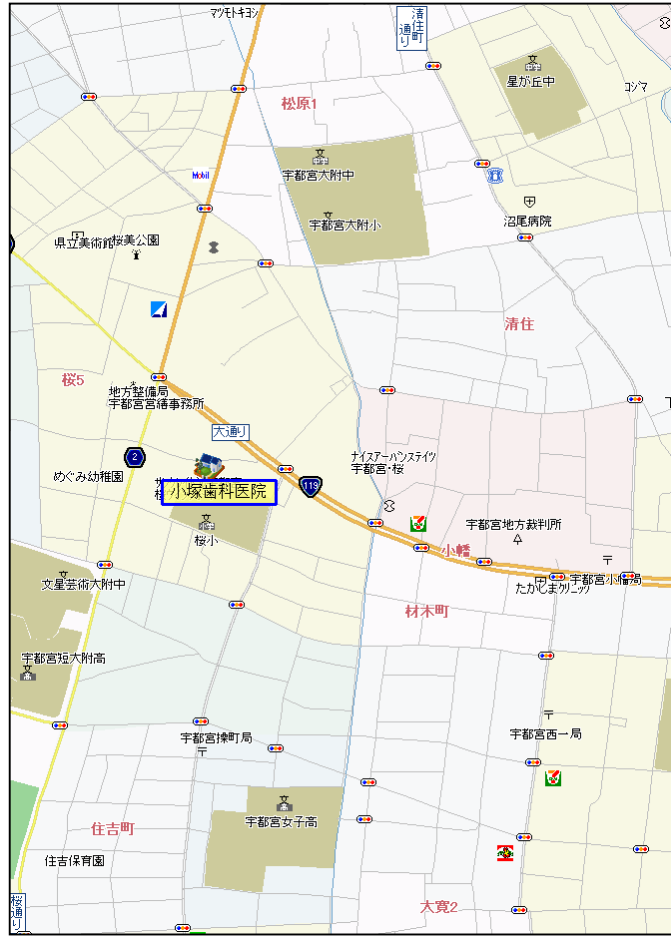 マツモトキヨシ
清住町
通り
星が丘中
コジマ
松原1
Mobil
宇都宮大附中
宇都宮大附小
沼尾病院
県立美術館
桜美公園
清住
桜5
地方整備局
宇都宮営繕事務所
大通り
ナイスアーバンステイツ
宇都宮・桜
2
めぐみ幼稚園
119
小塚歯科医院
7
宇都宮地方裁判所
桜小
小幡
宇都宮小幡局
たかしまクリニック
文星芸術大附中
材木町
宇都宮短大附高
宇都宮操町局
宇都宮西一局
7
宇都宮女子高
住吉町
住吉保育園
大寛2
桜通り